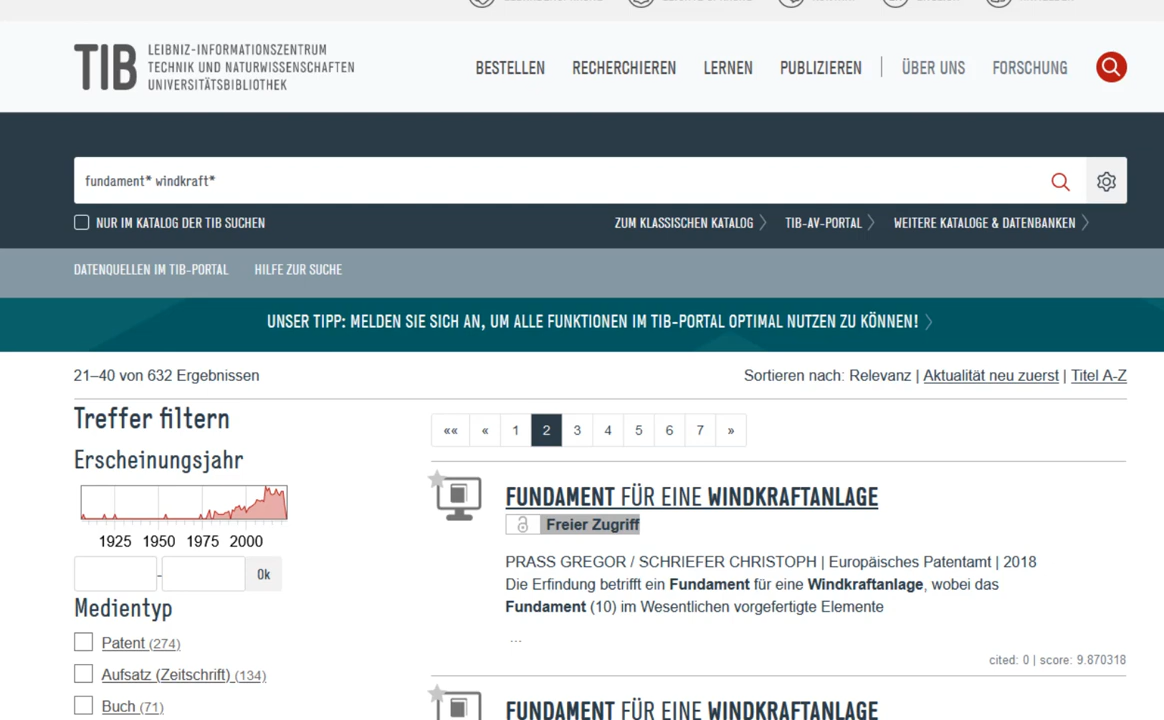 TIB LEIBNIZ-INFORMATIONSZENTRUM
TECHNIK UND NATURWISSENSCHAFTEN
UNIVERSITÄTSBIBLIOTHEK
BESTELLEN RECHERCHIEREN LERNEN PUBLIZIEREN | ÜBER UNS FORSCHUNG
fundament* windkraft*
NUR IM KATALOG DER TIB SUCHEN
ZUM KLASSISCHEN KATALOG TIB-AV-PORTAL WEITERE KATALOGE & DATENBANKEN
DATENQUELLEN IM TIB-PORTAL HILFE ZUR SUCHE
UNSER TIPP: MELDEN SIE SICH AN, UM ALLE FUNKTIONEN IM TIB-PORTAL OPTIMAL NUTZEN ZU KÖNNEN!
21–40 von 632 Ergebnissen
Sortieren nach: Relevanz | Aktualität neu zuerst | Titel A-Z
Treffer filtern
Erscheinungsjahr
1925 1950 1975 2000
- Ok
Medientyp
Patent (274)
Aufsatz (Zeitschrift) (134)
Buch (71)
«« « 1 2 3 4 5 6 7 »
FUNDAMENT FÜR EINE WINDKRAFTANLAGE
Freier Zugriff
PRASS GREGOR / SCHRIEFER CHRISTOPH | Europäisches Patentamt | 2018
Die Erfindung betrifft ein Fundament für eine Windkraftanlage, wobei das
Fundament (10) im Wesentlichen vorgefertigte Elemente
...
cited: 0 | score: 9.870318
FUNDAMENT FÜR EINE WINDKRAFTANLAGE